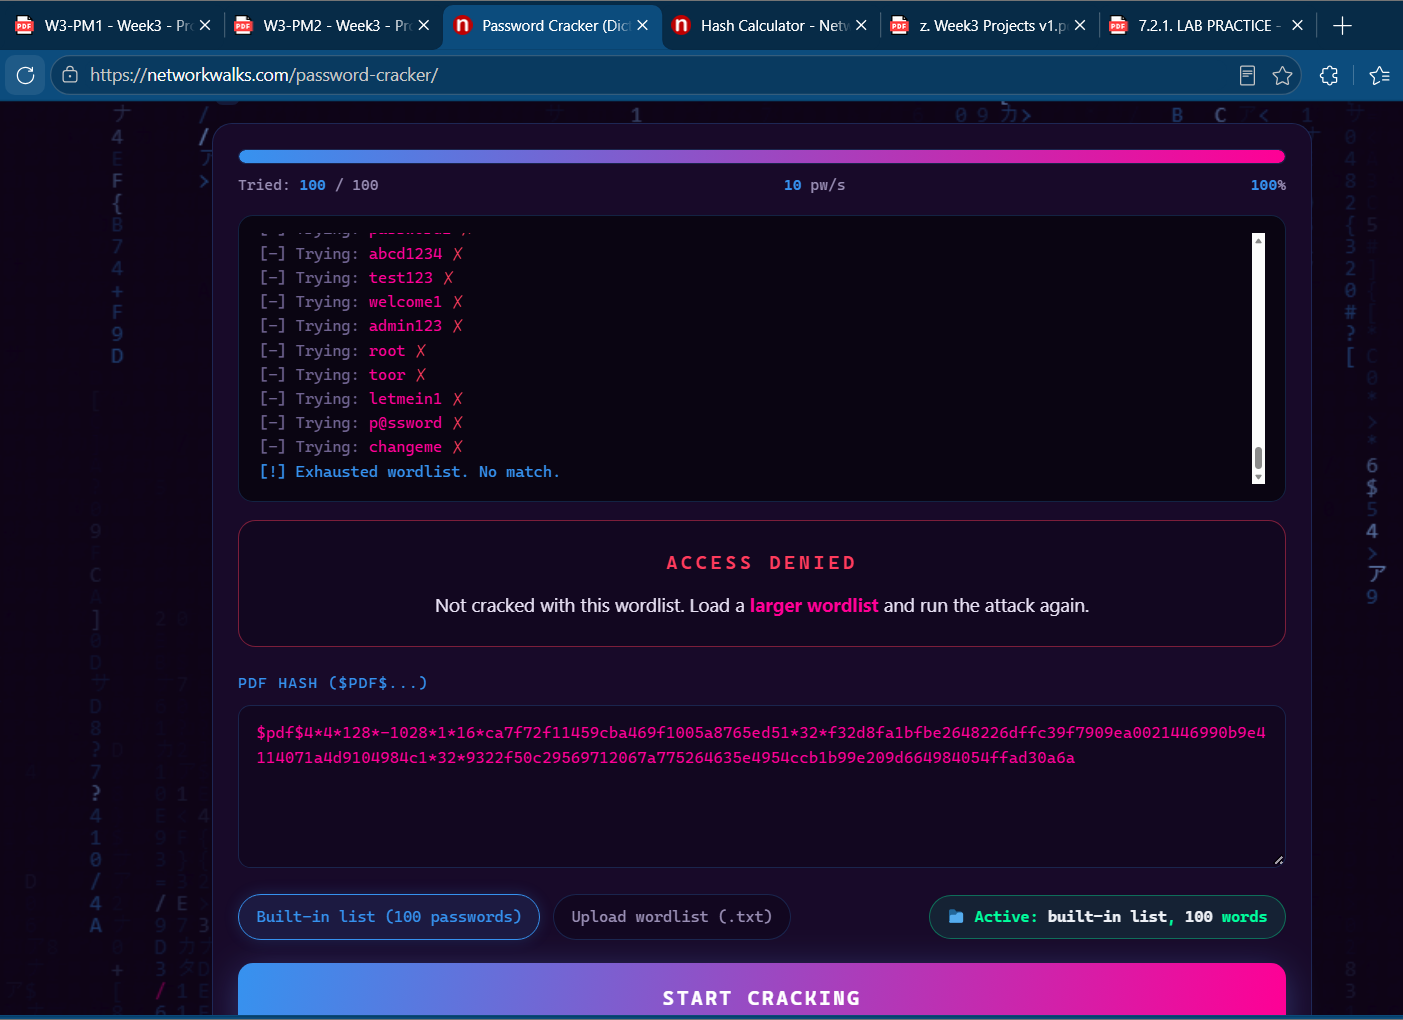 W3-PM1 - Week3 - Pr
W3-PM2 - Week3 - Pr
Password Cracker (Dict
Hash Calculator - Netw
z. Week3 Projects v1.p
7.2.1. LAB PRACTICE -
https://networkwalks.com/password-cracker/
Tried: 100 / 100
10 pw/s
100%
[-] Trying: abcd1234 ✗
[-] Trying: test123 ✗
[-] Trying: welcome1 ✗
[-] Trying: admin123 ✗
[-] Trying: root ✗
[-] Trying: toor ✗
[-] Trying: letmein1 ✗
[-] Trying: p@ssword ✗
[-] Trying: changeme ✗
[!] Exhausted wordlist. No match.
ACCESS DENIED
Not cracked with this wordlist. Load a larger wordlist and run the attack again.
PDF HASH ($PDF$...)
$pdf$4*4*128*-1028*1*16*ca7f72f11459cba469f1005a8765ed51*32*f32d8fa1bfbe2648226dffc39f7909ea0021446990b9e4
114071a4d9104984c1*32*9322f50c29569712067a775264635e4954ccb1b99e209d664984054ffad30a6a
Built-in list (100 passwords)
Upload wordlist (.txt)
Active: built-in list, 100 words
START CRACKING